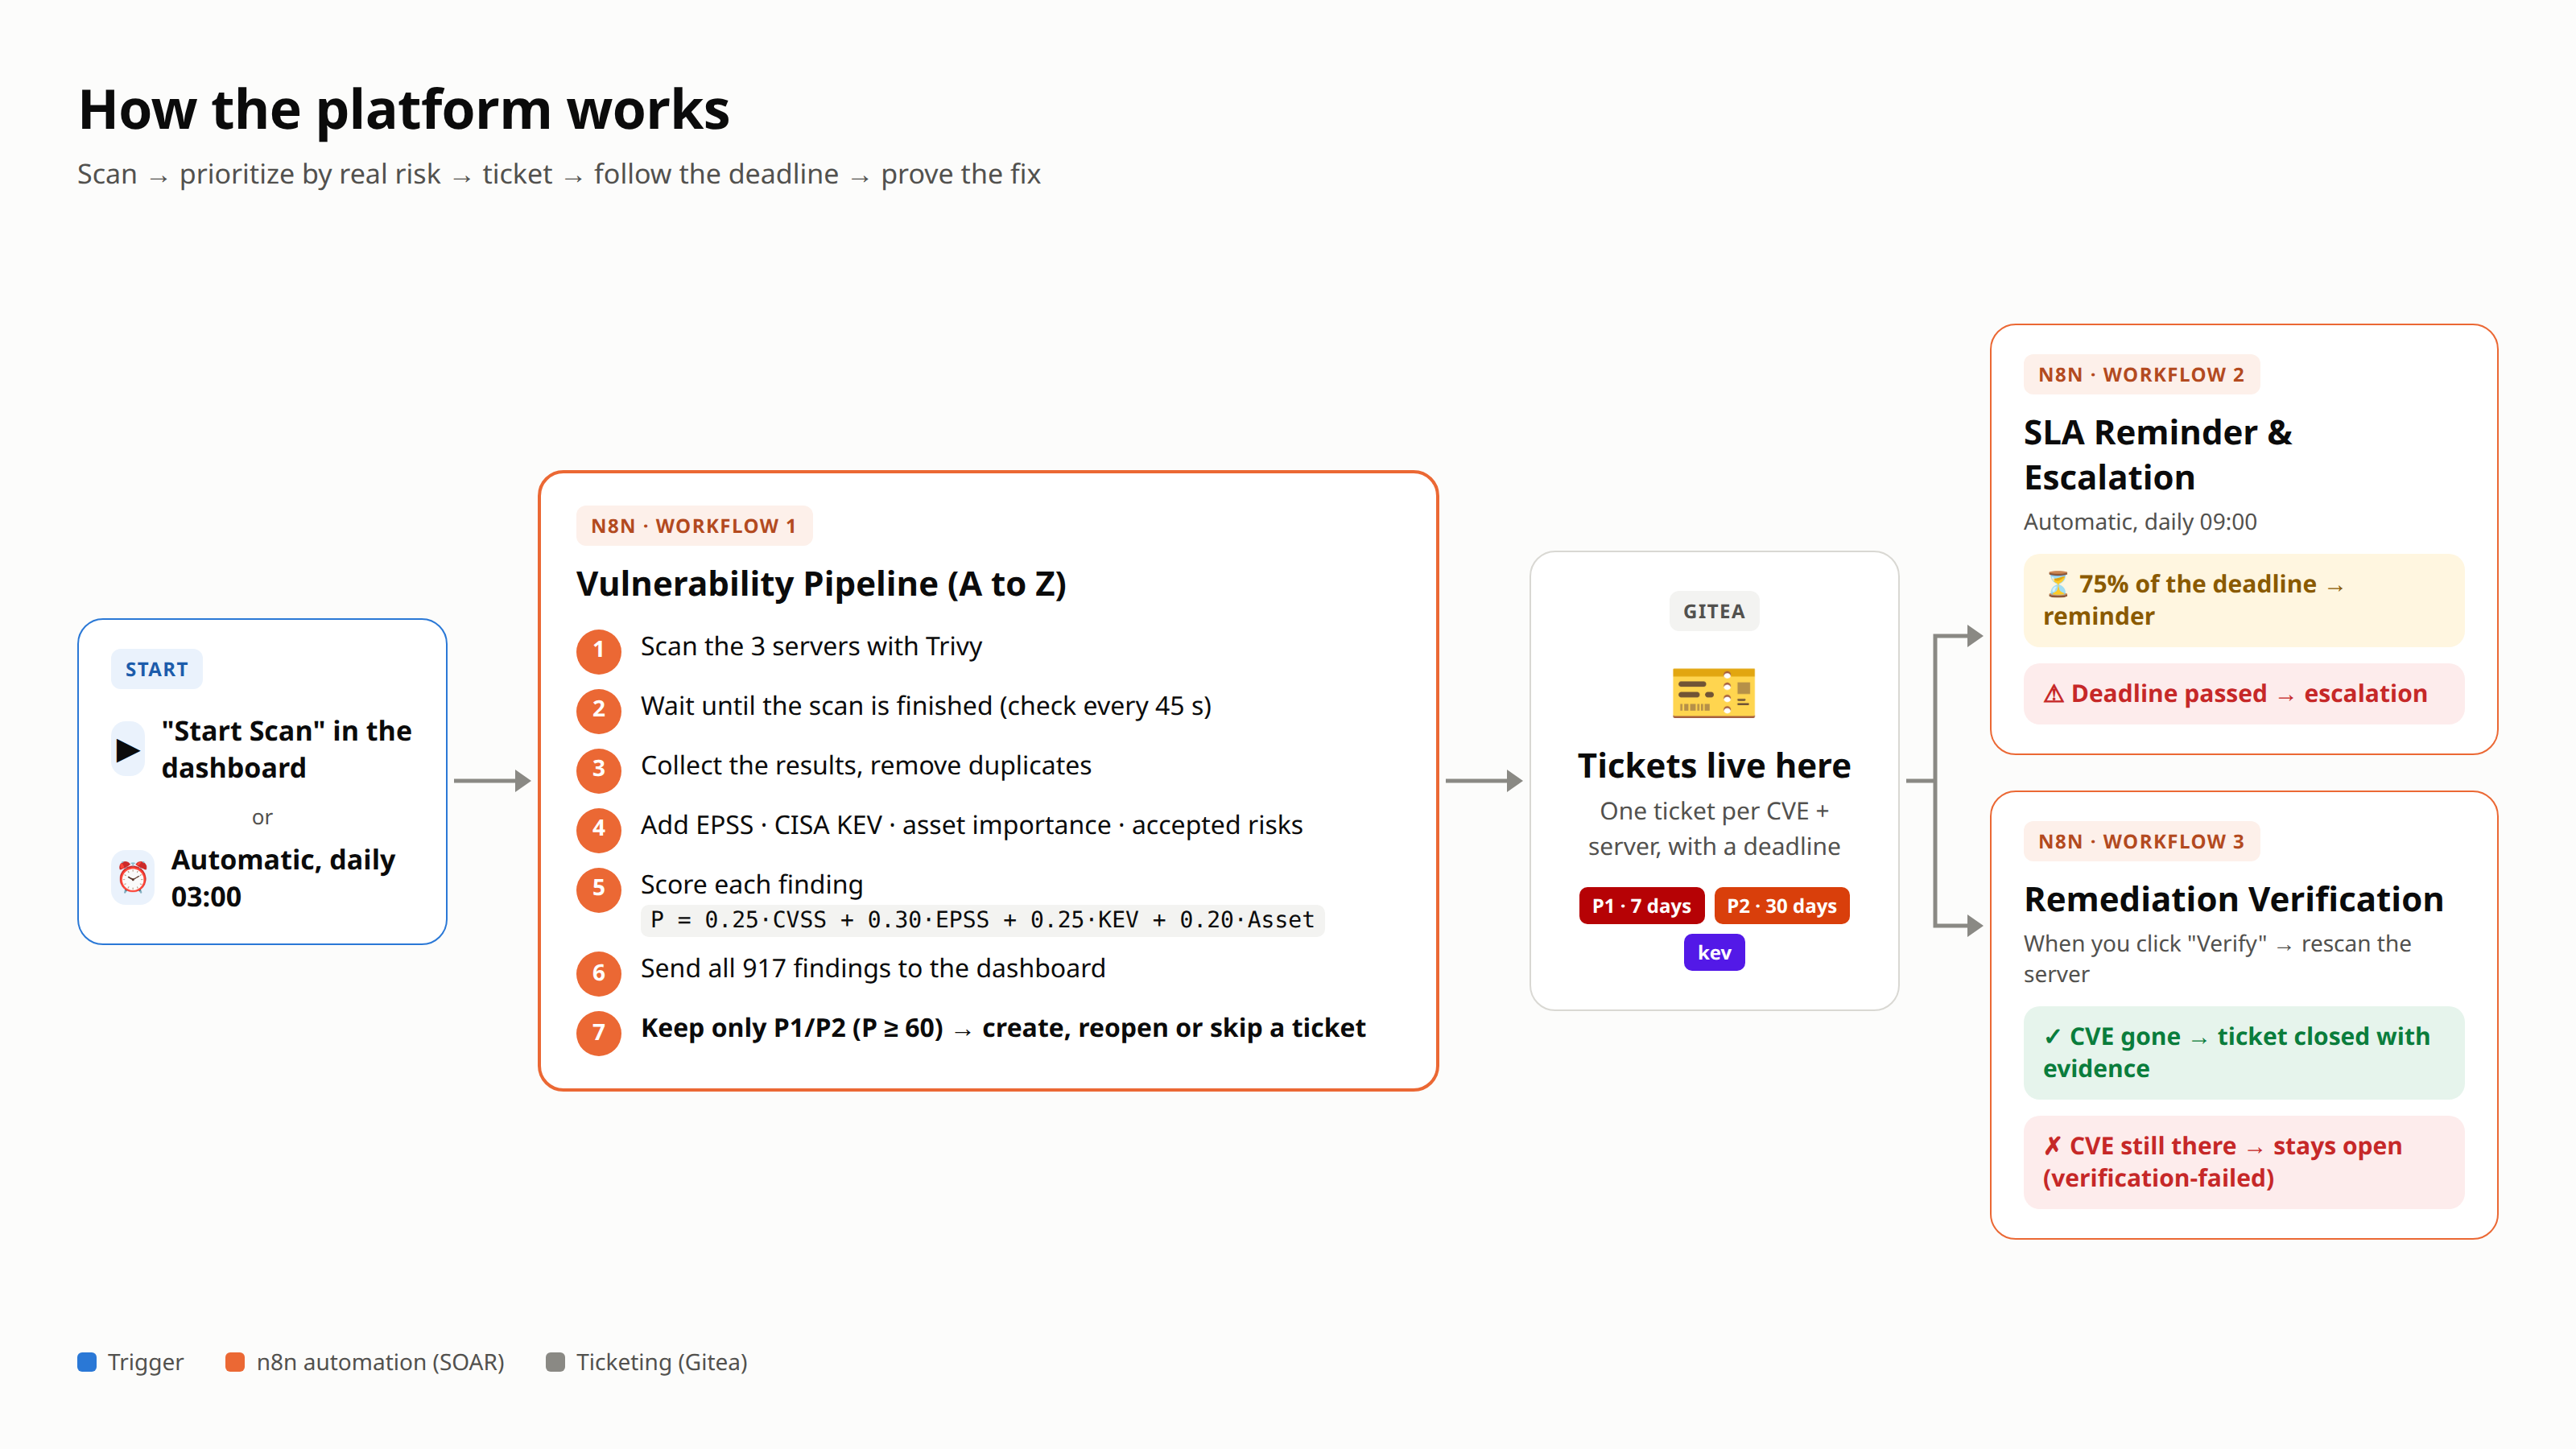 How the platform works
Scan → prioritize by real risk → ticket → follow the deadline → prove the fix
START
"Start Scan" in the
dashboard
or
Automatic, daily
03:00
N8N · WORKFLOW 1
Vulnerability Pipeline (A to Z)
1 Scan the 3 servers with Trivy
2 Wait until the scan is finished (check every 45 s)
3 Collect the results, remove duplicates
4 Add EPSS · CISA KEV · asset importance · accepted risks
5 Score each finding
P = 0.25·CVSS + 0.30·EPSS + 0.25·KEV + 0.20·Asset
6 Send all 917 findings to the dashboard
7 Keep only P1/P2 (P ≥ 60) → create, reopen or skip a ticket
GITEA
Tickets live here
One ticket per CVE +
server, with a deadline
P1 · 7 days P2 · 30 days
kev
N8N · WORKFLOW 2
SLA Reminder &
Escalation
Automatic, daily 09:00
⏳ 75% of the deadline →
reminder
⚠ Deadline passed → escalation
N8N · WORKFLOW 3
Remediation Verification
When you click "Verify" → rescan the
server
✓ CVE gone → ticket closed with
evidence
✗ CVE still there → stays open
(verification-failed)
Trigger
n8n automation (SOAR)
Ticketing (Gitea)